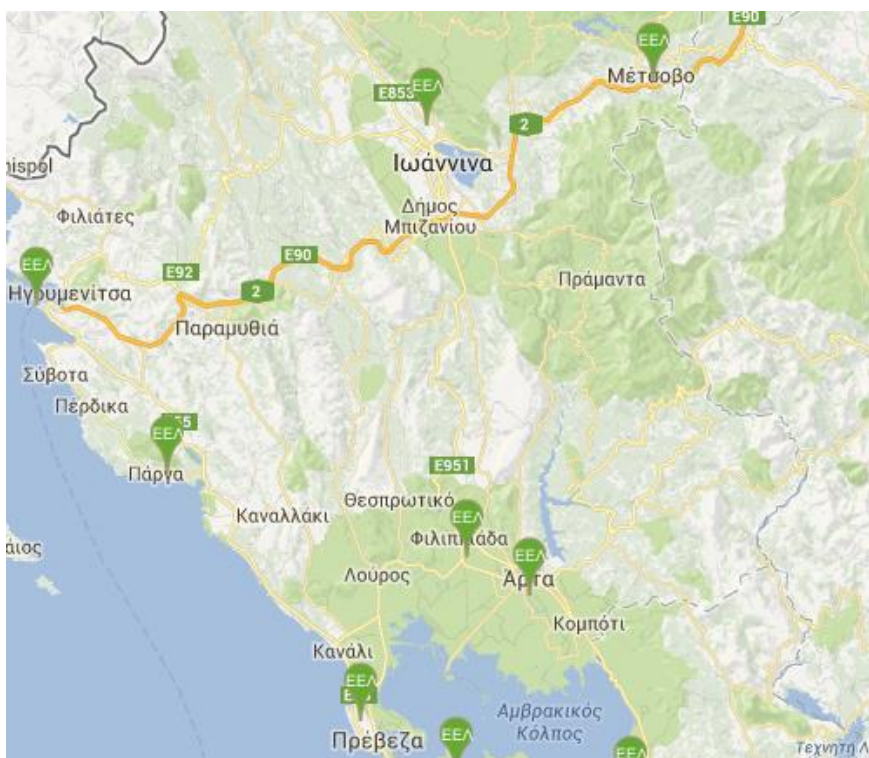 E90
ΕΕΛ
Μέτσοβο
ΕΕΛ
E853
2
Ιωάννινα
Φιλιάτες
Δήμος
Μπιζανίου
ΕΕΛ
E92
E90
Πράμαντα
Ηγουμενίτσα
2
Παραμυθιά
Σύβοτα
Πέρδικα
ΕΕΛ
Πάργα
E951
Θεσπρωτικό
Καναλλάκι
ΕΕΛ
Φιλιππιάδα
ΕΕΛ
Λούρος
Άρτα
Κομπότι
Κανάλι
ΕΕΛ
Αμβρακικός
Κόλπος
Πρέβεζα
ΕΕΛ
ΕΕΛ